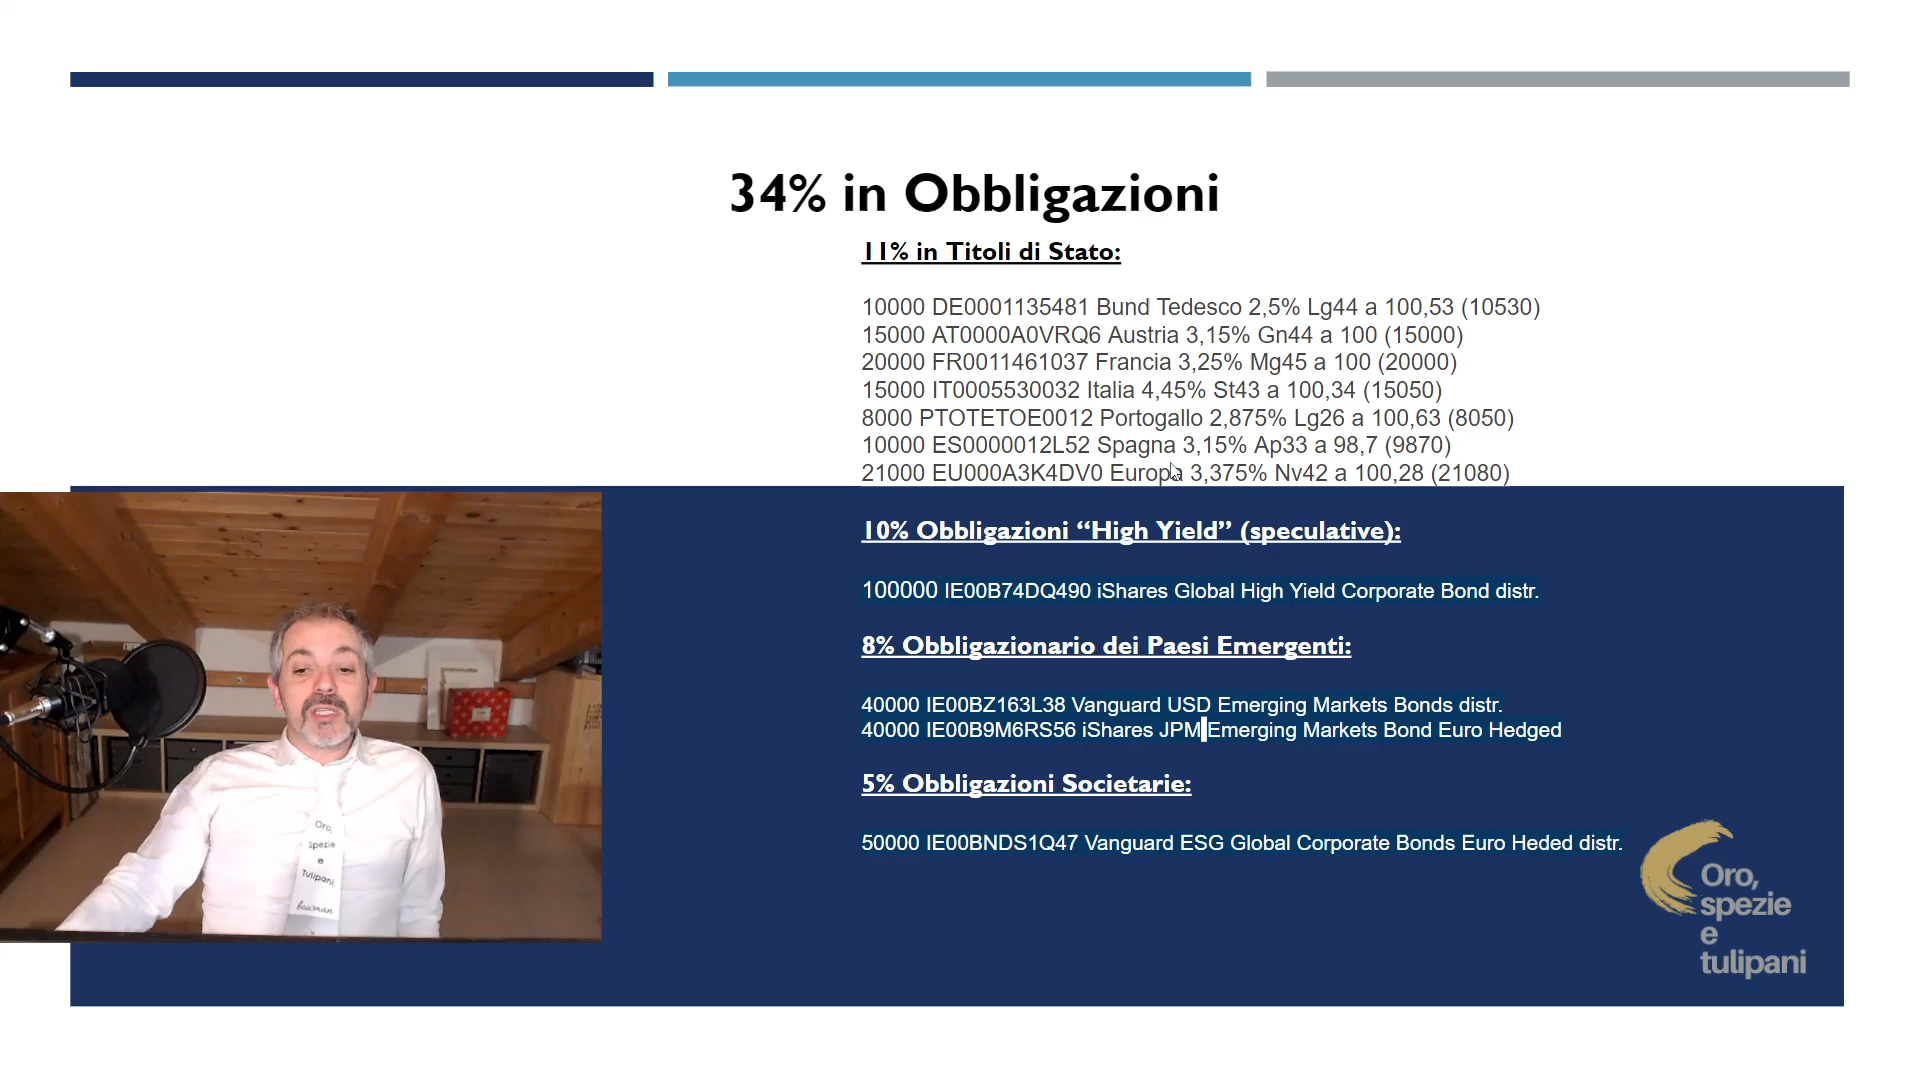 34% in Obbligazioni
11% in Titoli di Stato:
10000 DE0001135481 Bund Tedesco 2,5% Lg44 a 100,53 (10530)
15000 AT0000A0VRQ6 Austria 3,15% Gn44 a 100 (15000)
20000 FR0011461037 Francia 3,25% Mg45 a 100 (20000)
15000 IT0005530032 Italia 4,45% St43 a 100,34 (15050)
8000 PTOTETOE0012 Portogallo 2,875% Lg26 a 100,63 (8050)
10000 ES0000012L52 Spagna 3,15% Ap33 a 98,7 (9870)
21000 EU000A3K4DV0 Europa 3,375% Nv42 a 100,28 (21080)
10% Obbligazioni “High Yield” (speculative):
100000 IE00B74DQ490 iShares Global High Yield Corporate Bond distr.
8% Obbligazionario dei Paesi Emergenti:
40000 IE00BZ163L38 Vanguard USD Emerging Markets Bonds distr.
40000 IE00B9M6RS56 iShares JPM Emerging Markets Bond Euro Hedged
5% Obbligazioni Societarie:
50000 IE00BNDS1Q47 Vanguard ESG Global Corporate Bonds Euro Heded distr.
Oro,
spezie
e
tulipani
Oro,
Spezie
e
Tulipani
bowman